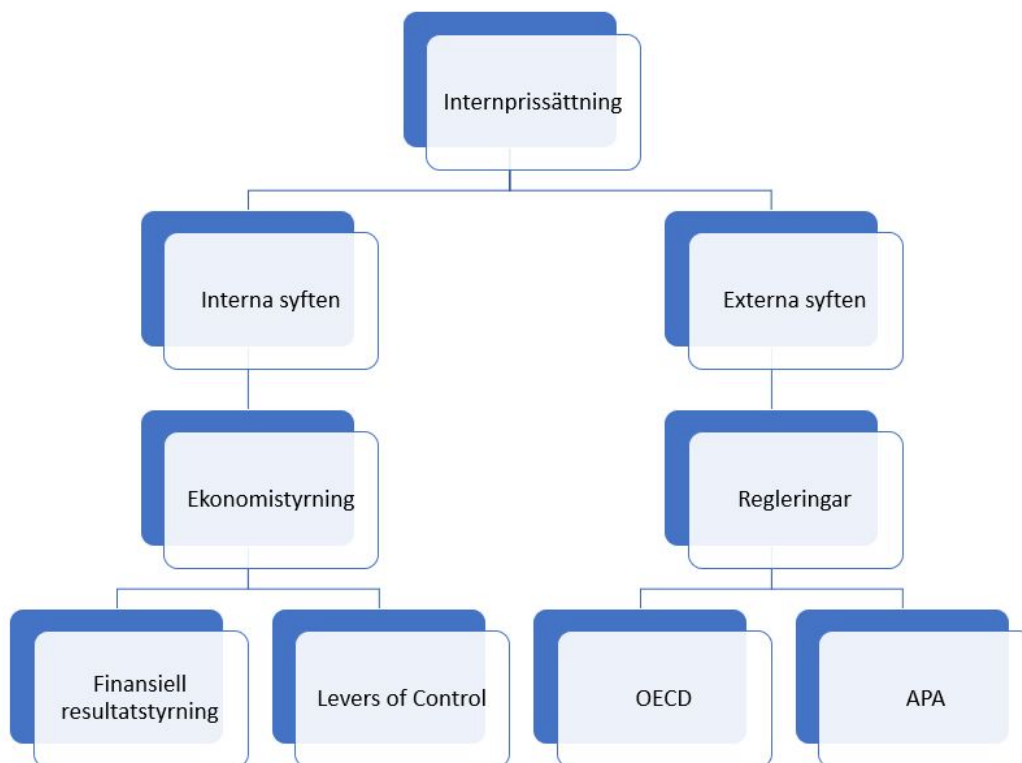 Internprissättning
Interna syften
Externa syften
Ekonomistyrning
Regleringar
Finansiell
resultatstyrning
Levers of Control
OECD
APA